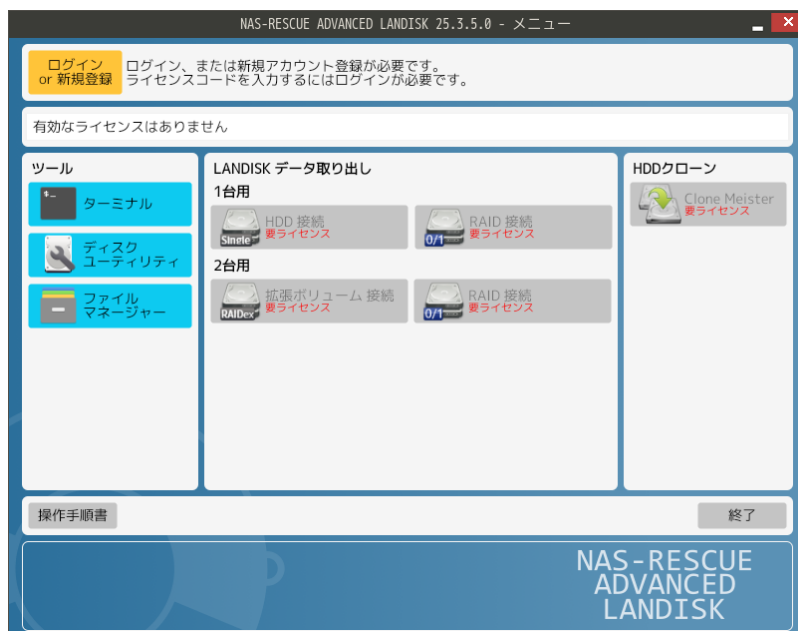 NAS-RESCUE ADVANCED LANDISK 25.3.5.0 - メニュー
ログイン
or 新規登録
ログイン、または新規アカウント登録が必要です。
ライセンスコードを入力するにはログインが必要です。
有効なライセンスはありません
ツール
ターミナル
ディスク
ユーティリティ
ファイル
マネージャー
LANDISK データ取り出し
1台用
HDD 接続
要ライセンス
Single
RAID 接続
要ライセンス
0/1
2台用
拡張ボリューム 接続
要ライセンス
RAIDex
RAID 接続
要ライセンス
0/1
HDDクローン
Clone Meister
要ライセンス
操作手順書
終了
NAS-RESCUE
ADVANCED
LANDISK